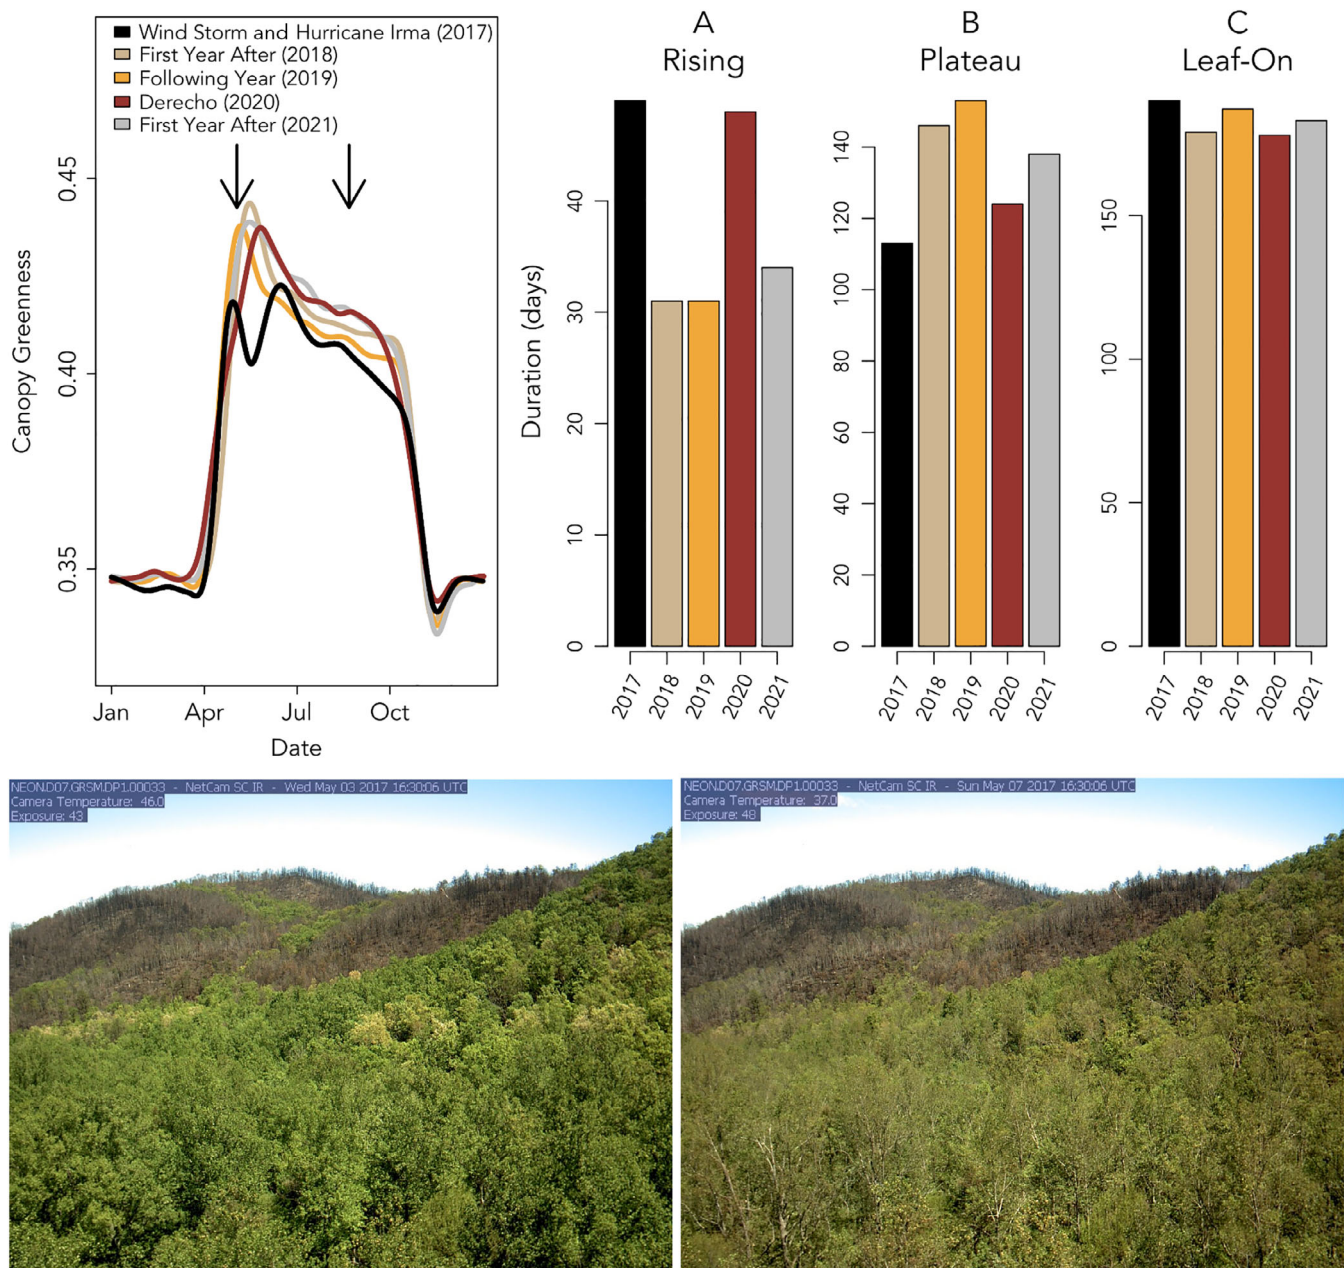 Wind Storm and Hurricane Irma (2017)
First Year After (2018)
Following Year (2019)
Derecho (2020)
First Year After (2021)
Canopy Greenness
0.45
0.40
0.35
Jan Apr Jul Oct
Date
A
Rising
Duration (days)
40
30
20
10
0
2017 2018 2019 2020 2021
B
Plateau
140
120
100
80
60
40
20
0
2017 2018 2019 2020 2021
C
Leaf-On
150
100
50
0
2017 2018 2019 2020 2021
NEON.D07.GRSM.DP1.00033 - NetCam SC IR - Wed May 03 2017 16:30:06 UTC
Camera Temperature: 46.0
Exposure: 43
NEON.D07.GRSM.DP1.00033 - NetCam SC IR - Sun May 07 2017 16:30:06 UTC
Camera Temperature: 37.0
Exposure: 48